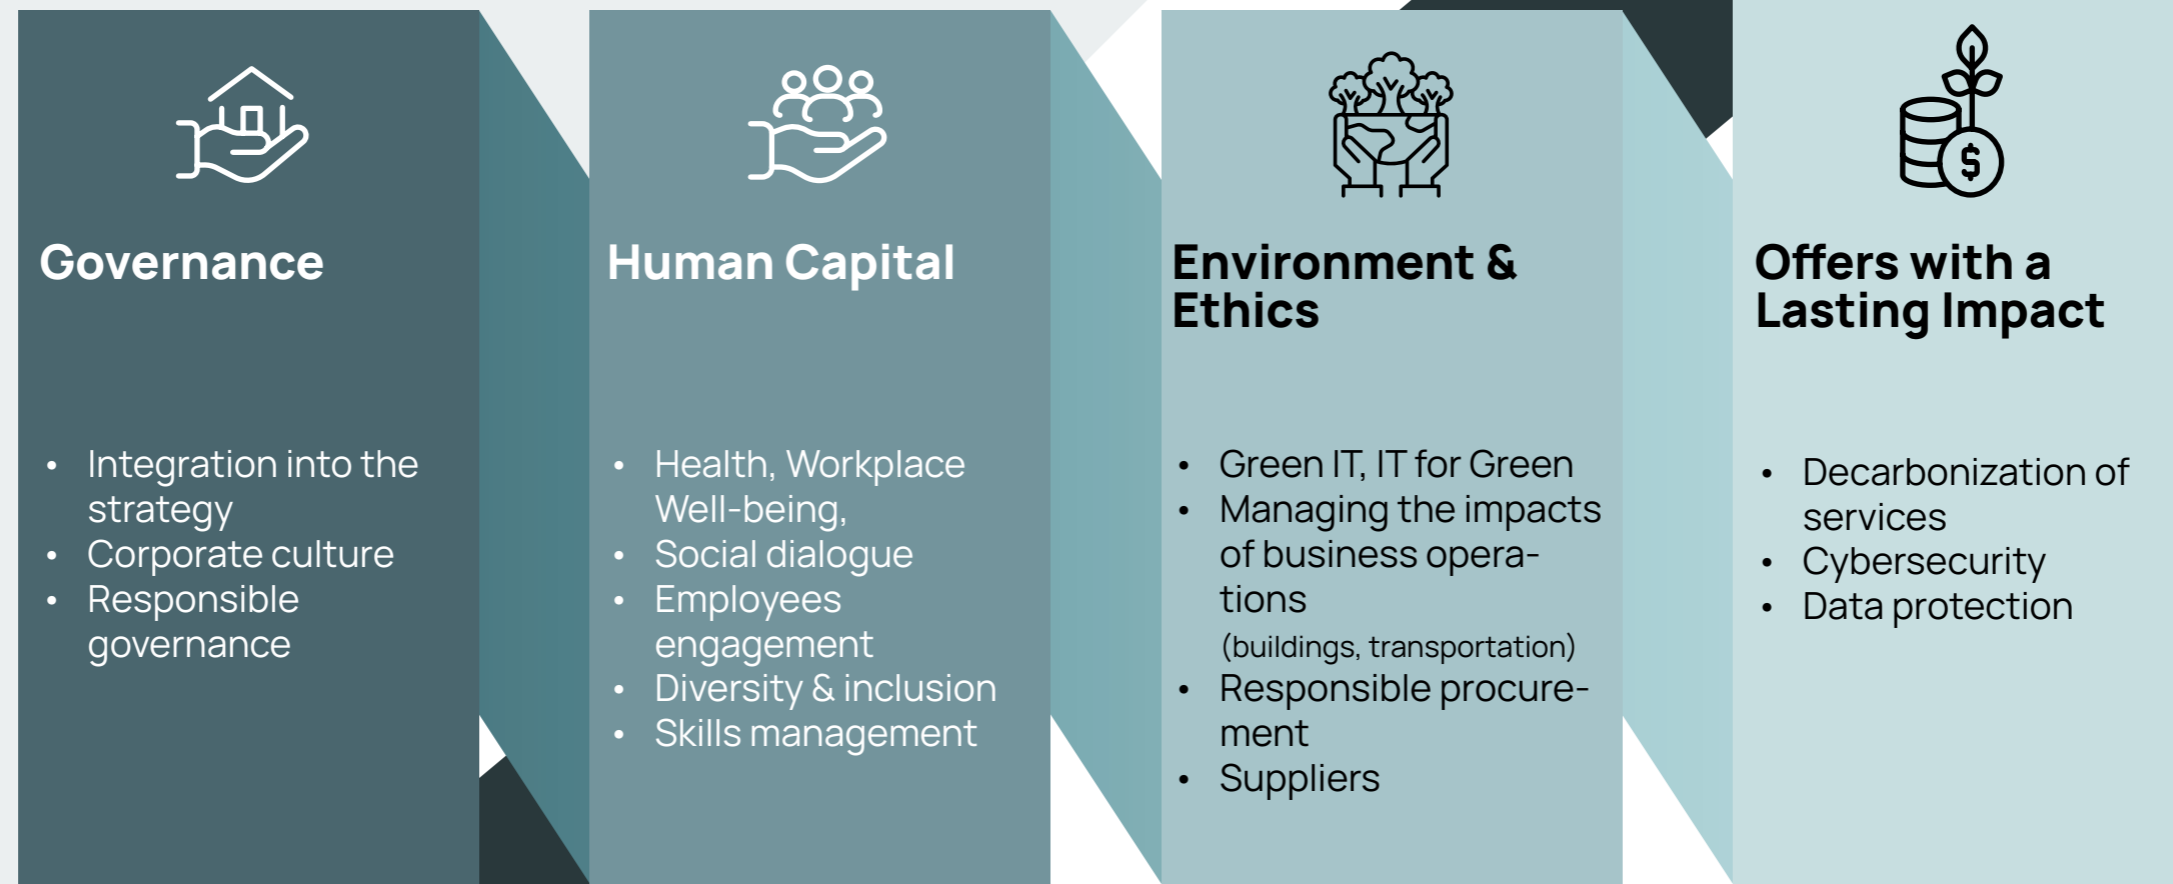 Governance
• Integration into the
strategy
• Corporate culture
• Responsible
governance
Human Capital
• Health, Workplace
Well-being,
• Social dialogue
• Employees
engagement
• Diversity & inclusion
• Skills management
Environment &
Ethics
• Green IT, IT for Green
• Managing the impacts
of business opera-
tions
(buildings, transportation)
• Responsible procure-
ment
• Suppliers
$
Offers with a
Lasting Impact
• Decarbonization of
services
• Cybersecurity
• Data protection